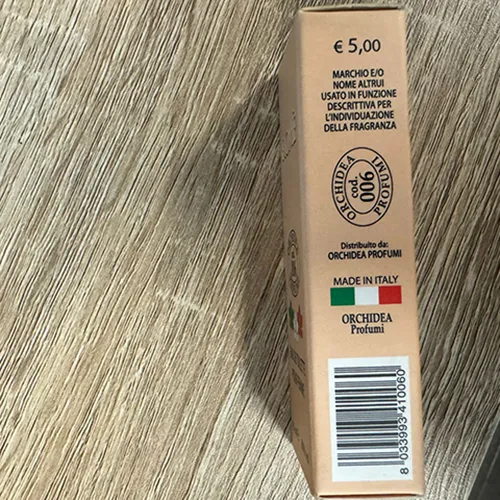 € 5,00
MARCHIO E/O
NOME ALTRUI
USATO IN FUNZIONE
DESCRITTIVA PER
L'INDIVIDUAZIONE
DELLA FRAGRANZA
ORCHIDEA
cod.
006
PROFUMI
Distribuito da:
ORCHIDEA PROFUMI
MADE IN ITALY
ORCHIDEA
Profumi
8 033993 410060